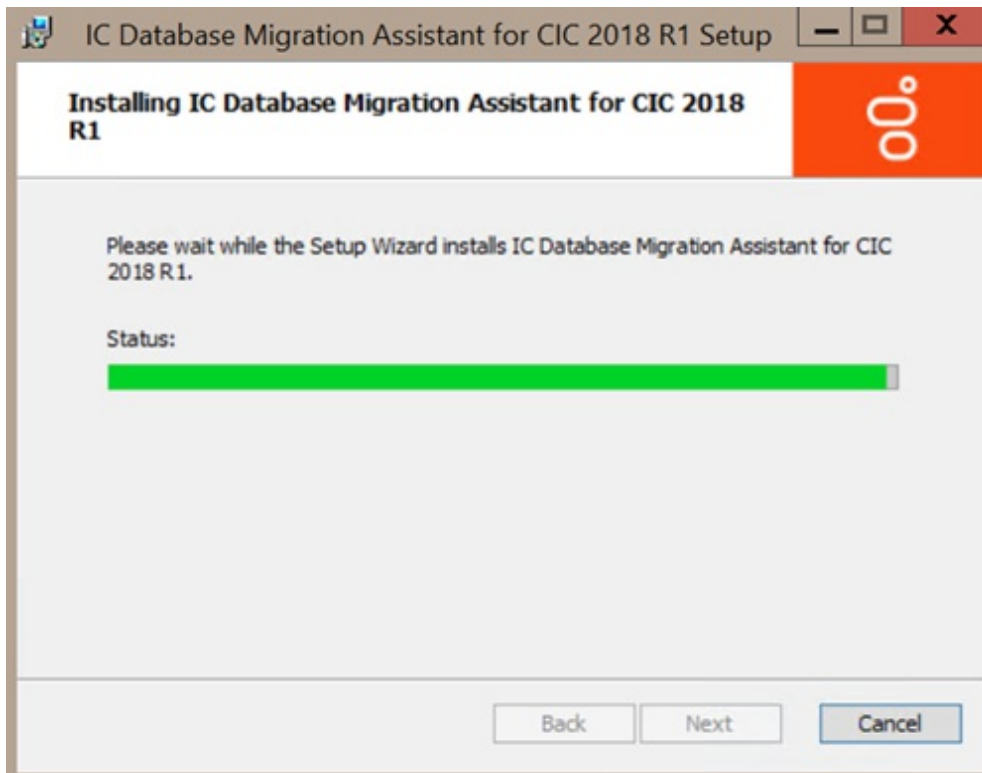 IC Database Migration Assistant for CIC 2018 R1 Setup
Installing IC Database Migration Assistant for CIC 2018
R1
Please wait while the Setup Wizard installs IC Database Migration Assistant for CIC
2018 R1.
Status:
Back
Next
Cancel